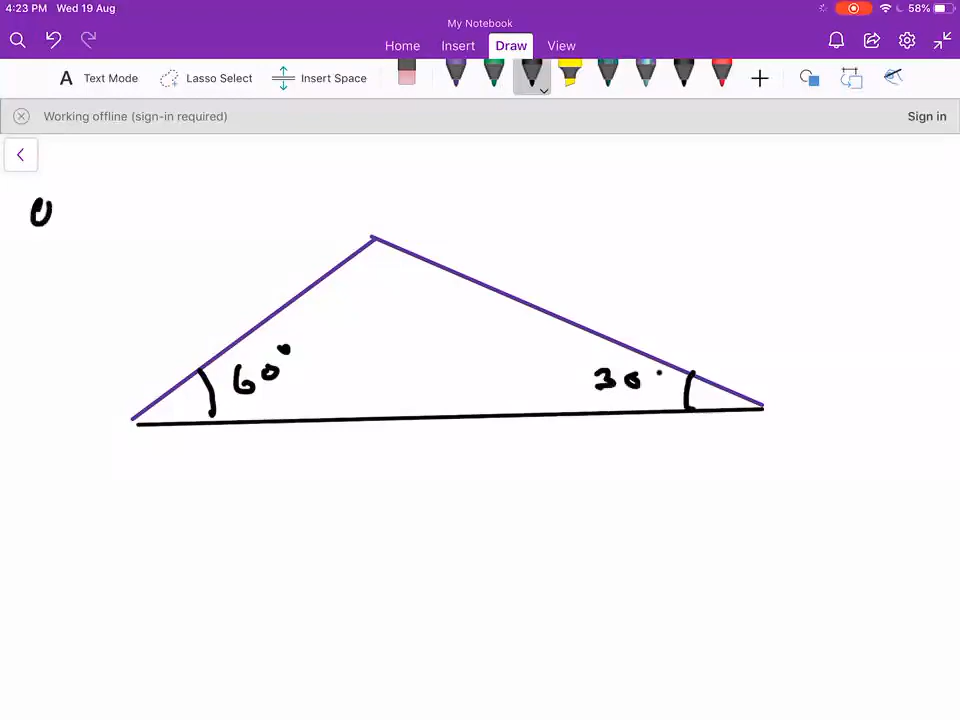 4:23 PM Wed 19 Aug 58%
My Notebook
Home Insert Draw View
A Text Mode Lasso Select Insert Space
Working offline (sign-in required) Sign in
60° 30°